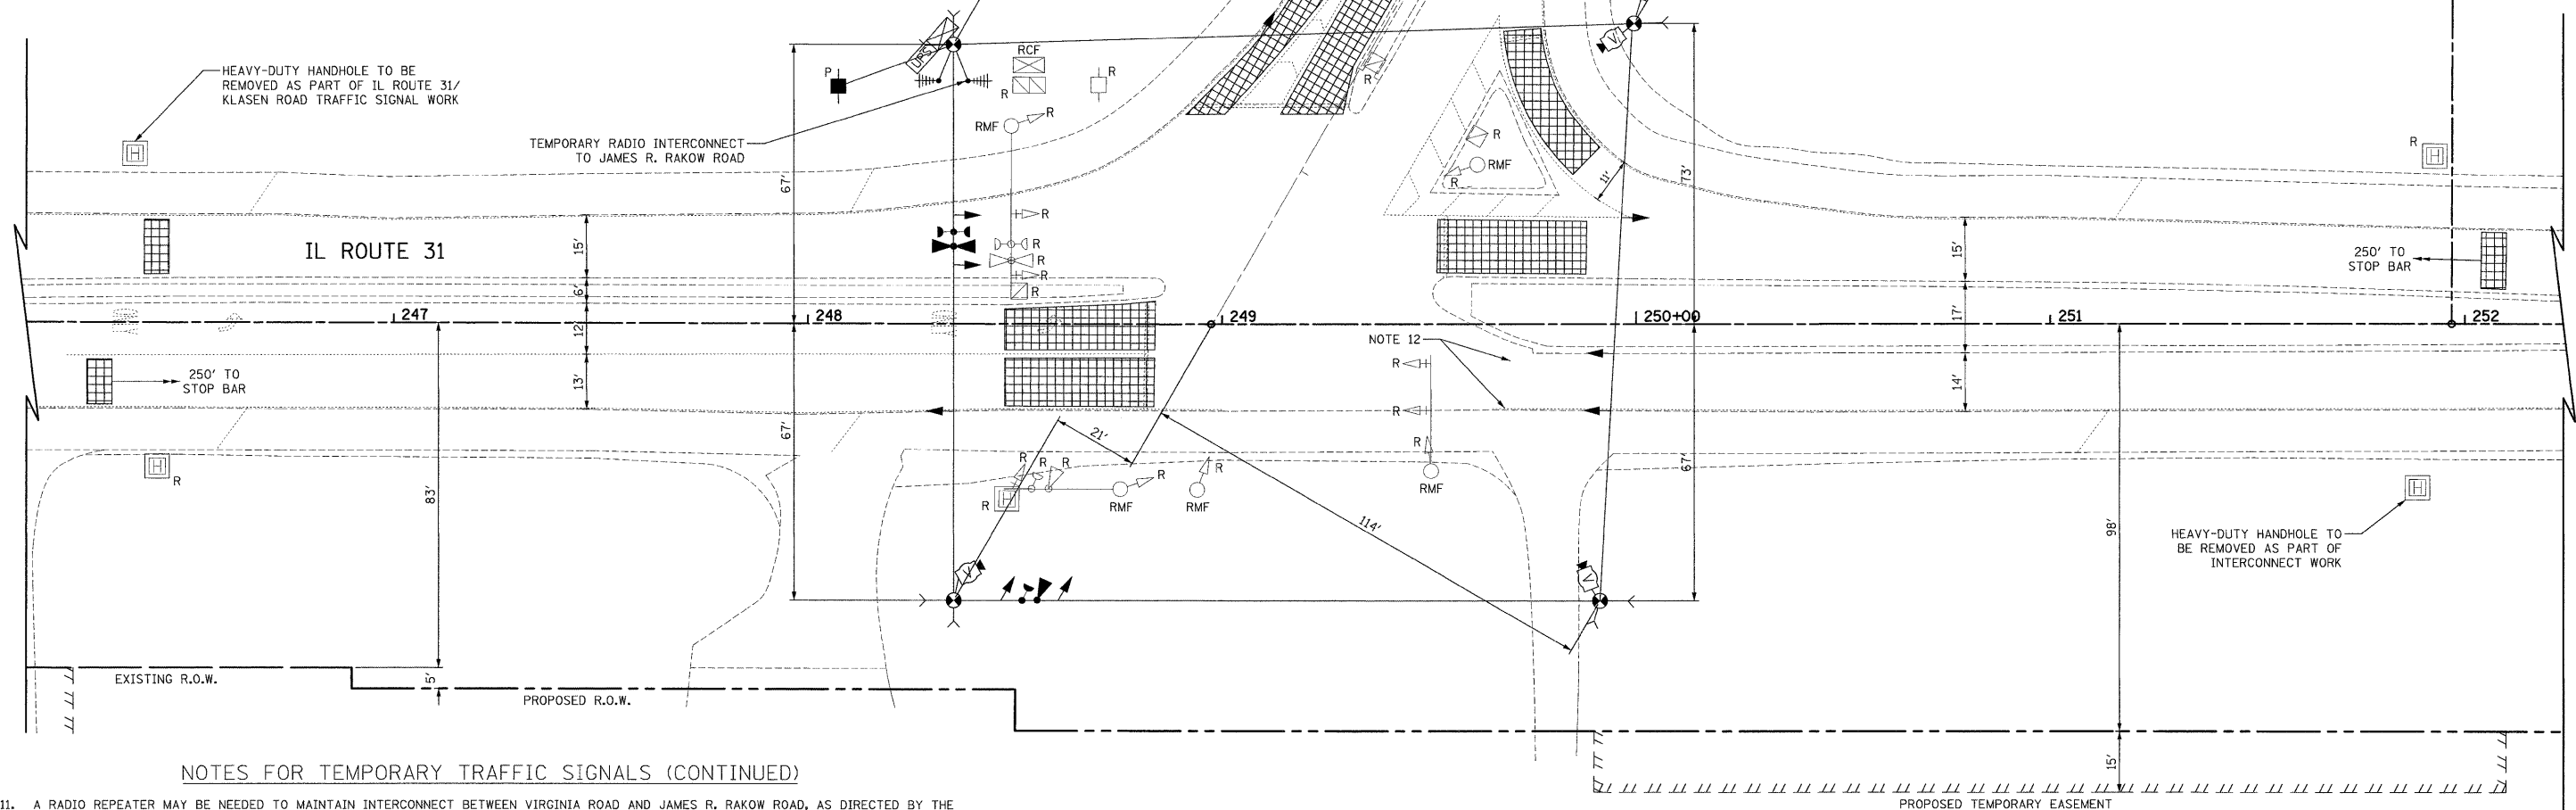 HEAVY-DUTY HANDHOLE TO BE
REMOVED AS PART OF IL ROUTE 31/
KLASEN ROAD TRAFFIC SIGNAL WORK
H
TEMPORARY RADIO INTERCONNECT
TO JAMES R. RAKOW ROAD
P
UPS
RCF
R
R
RMF
R
67'
V
R
R
RMF
R
11'
73'
R
H
IL ROUTE 31
15'
6'
12'
13'
R
R
R
R
R
15'
17'
14'
250' TO
STOP BAR
247
248
249
250+00
251
252
250' TO
STOP BAR
NOTE 12
R
R
R
RMF
67'
67'
21'
114'
H
R
83'
R
R
R
R
H
RMF
R
RMF
R
V
V
98'
H
HEAVY-DUTY HANDHOLE TO
BE REMOVED AS PART OF
INTERCONNECT WORK
EXISTING R.O.W.
5'
PROPOSED R.O.W.
15'
PROPOSED TEMPORARY EASEMENT
NOTES FOR TEMPORARY TRAFFIC SIGNALS (CONTINUED)
11. A RADIO REPEATER MAY BE NEEDED TO MAINTAIN INTERCONNECT BETWEEN VIRGINIA ROAD AND JAMES R. RAKOW ROAD, AS DIRECTED BY THE